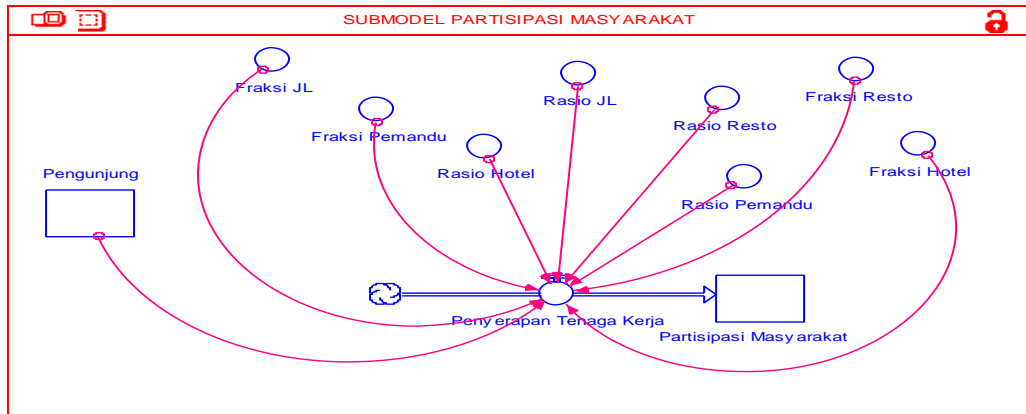 SUBMODEL PARTISIPASI MASYARAKAT
Fraksi JL
Rasio JL
Fraksi Resto
Fraksi Pemandu
Rasio Resto
Rasio Hotel
Fraksi Hotel
Pengunjung
Rasio Pemandu
Penyerapan Tenaga Kerja
Partisipasi Masyarakat